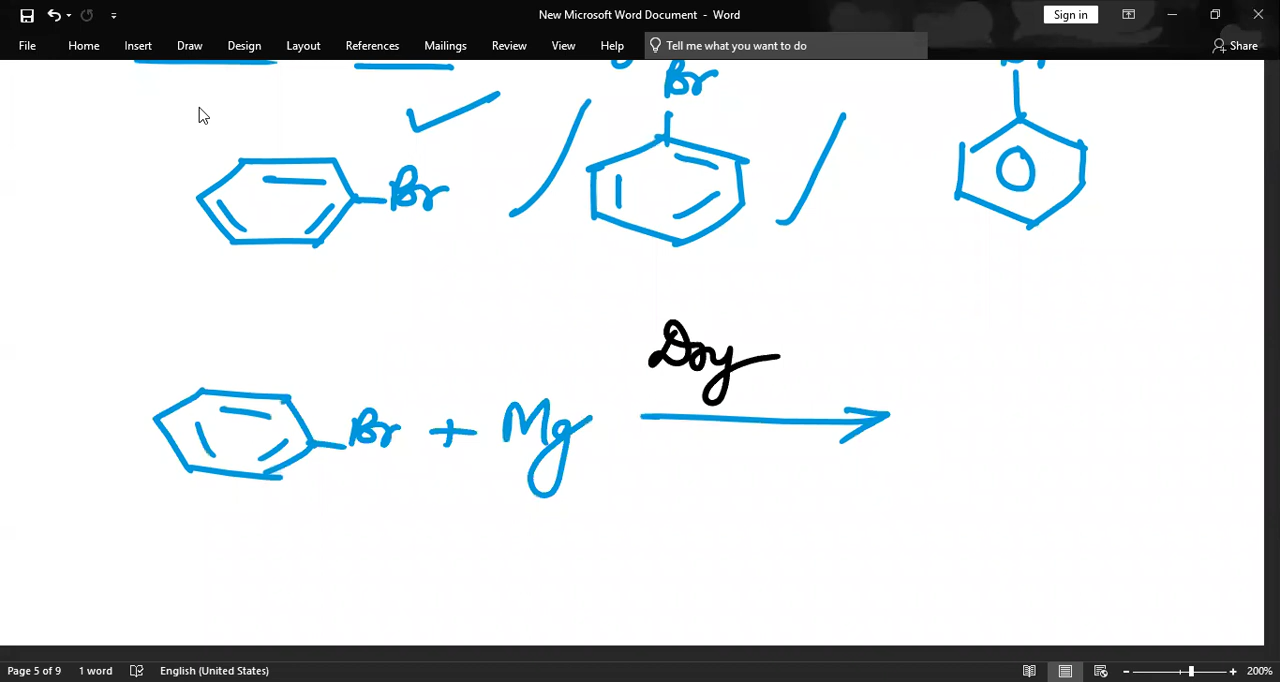 New Microsoft Word Document - Word
Sign in
File Home Insert Draw Design Layout References Mailings Review View Help Tell me what you want to do Share
Br
Br
Dry
Br + Mg
Page 5 of 9 1 word English (United States) 200%